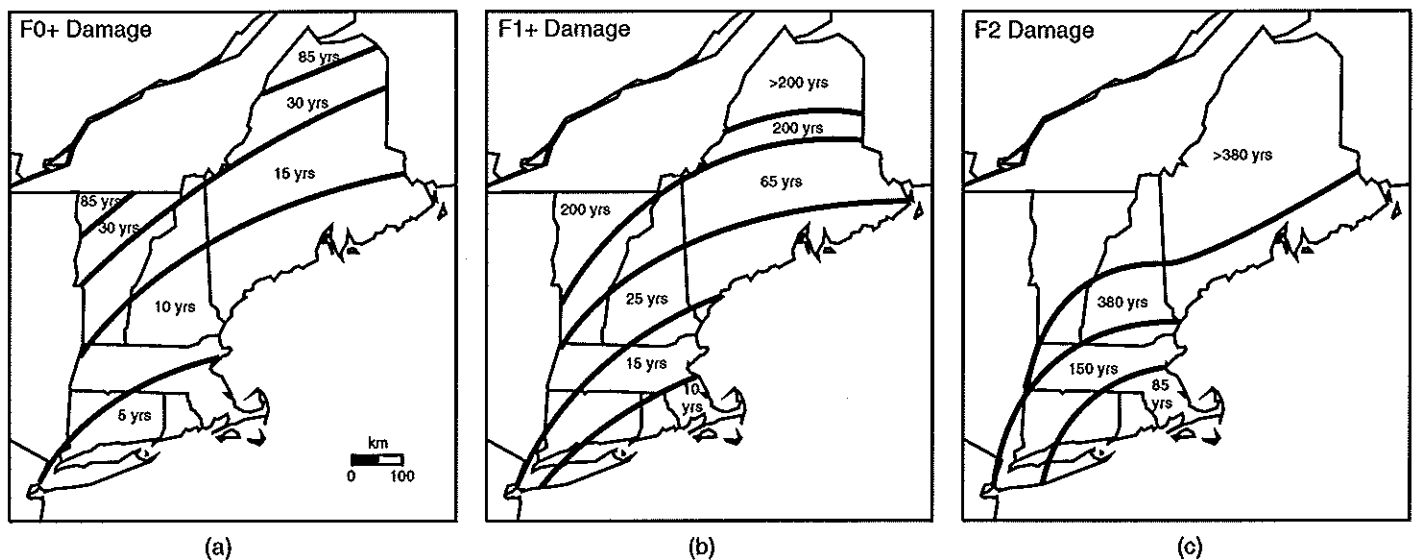 F0+ Damage
85 yrs
30 yrs
15 yrs
85 yrs
30 yrs
10 yrs
5 yrs
km
0 100
(a)
F1+ Damage
>200 yrs
200 yrs
65 yrs
200 yrs
25 yrs
15 yrs
10
yrs
(b)
F2 Damage
>380 yrs
380 yrs
150 yrs
85
yrs
(c)